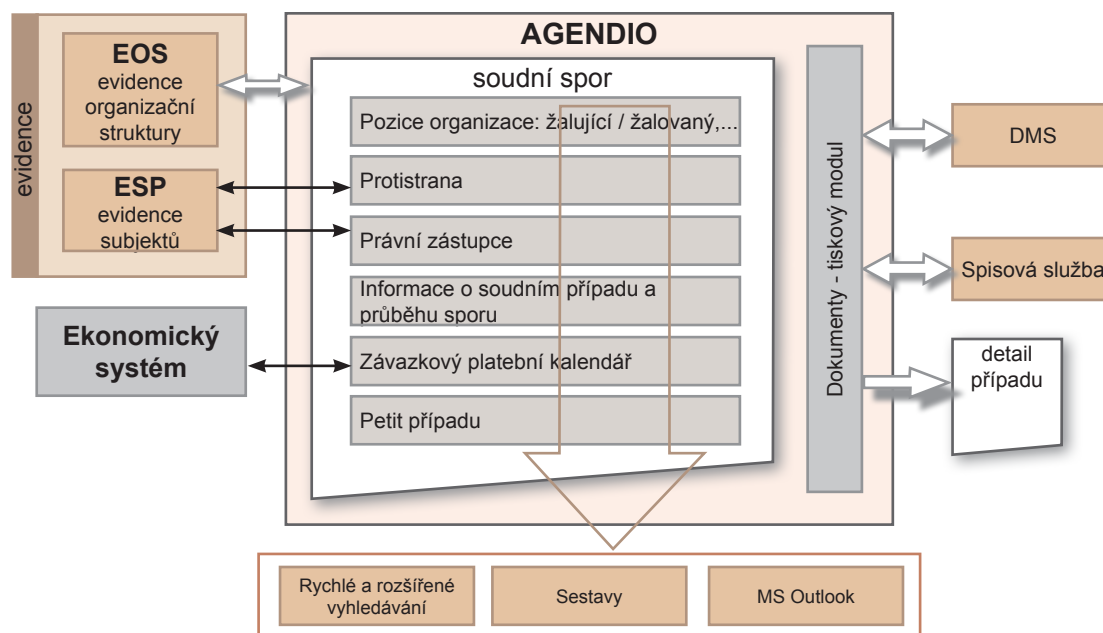 evidence
EOS
evidence
organizační
struktury
ESP
evidence
subjektů
Ekonomický
systém
AGENDIO
soudní spor
Pozice organizace: žalující / žalovaný,...
Protistrana
Právní zástupce
Informace o soudním případu a
průběhu sporu
Závazkový platební kalendář
Petit případu
Dokumenty - tiskový modul
DMS
Spisová služba
detail
případu
Rychlé a rozšířené
vyhledávání
Sestavy
MS Outlook